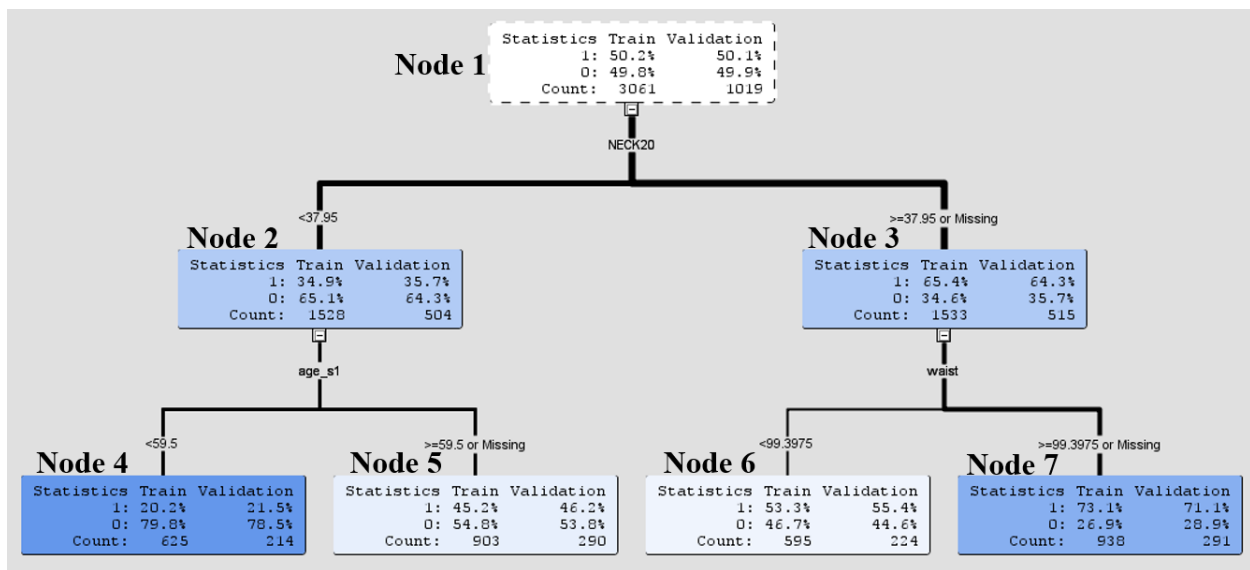 Node 1
Statistics Train Validation
1: 50.2% 50.1%
0: 49.8% 49.9%
Count: 3061 1019
NECK20
<37.95
>=37.95 or Missing
Node 2
Statistics Train Validation
1: 34.9% 35.7%
0: 65.1% 64.3%
Count: 1528 504
Node 3
Statistics Train Validation
1: 65.4% 64.3%
0: 34.6% 35.7%
Count: 1533 515
age_s1
waist
<59.5
>=59.5 or Missing
<99.3975
>=99.3975 or Missing
Node 4
Statistics Train Validation
1: 20.2% 21.5%
0: 79.8% 78.5%
Count: 625 214
Node 5
Statistics Train Validation
1: 45.2% 46.2%
0: 54.8% 53.8%
Count: 903 290
Node 6
Statistics Train Validation
1: 53.3% 55.4%
0: 46.7% 44.6%
Count: 595 224
Node 7
Statistics Train Validation
1: 73.1% 71.1%
0: 26.9% 28.9%
Count: 938 291